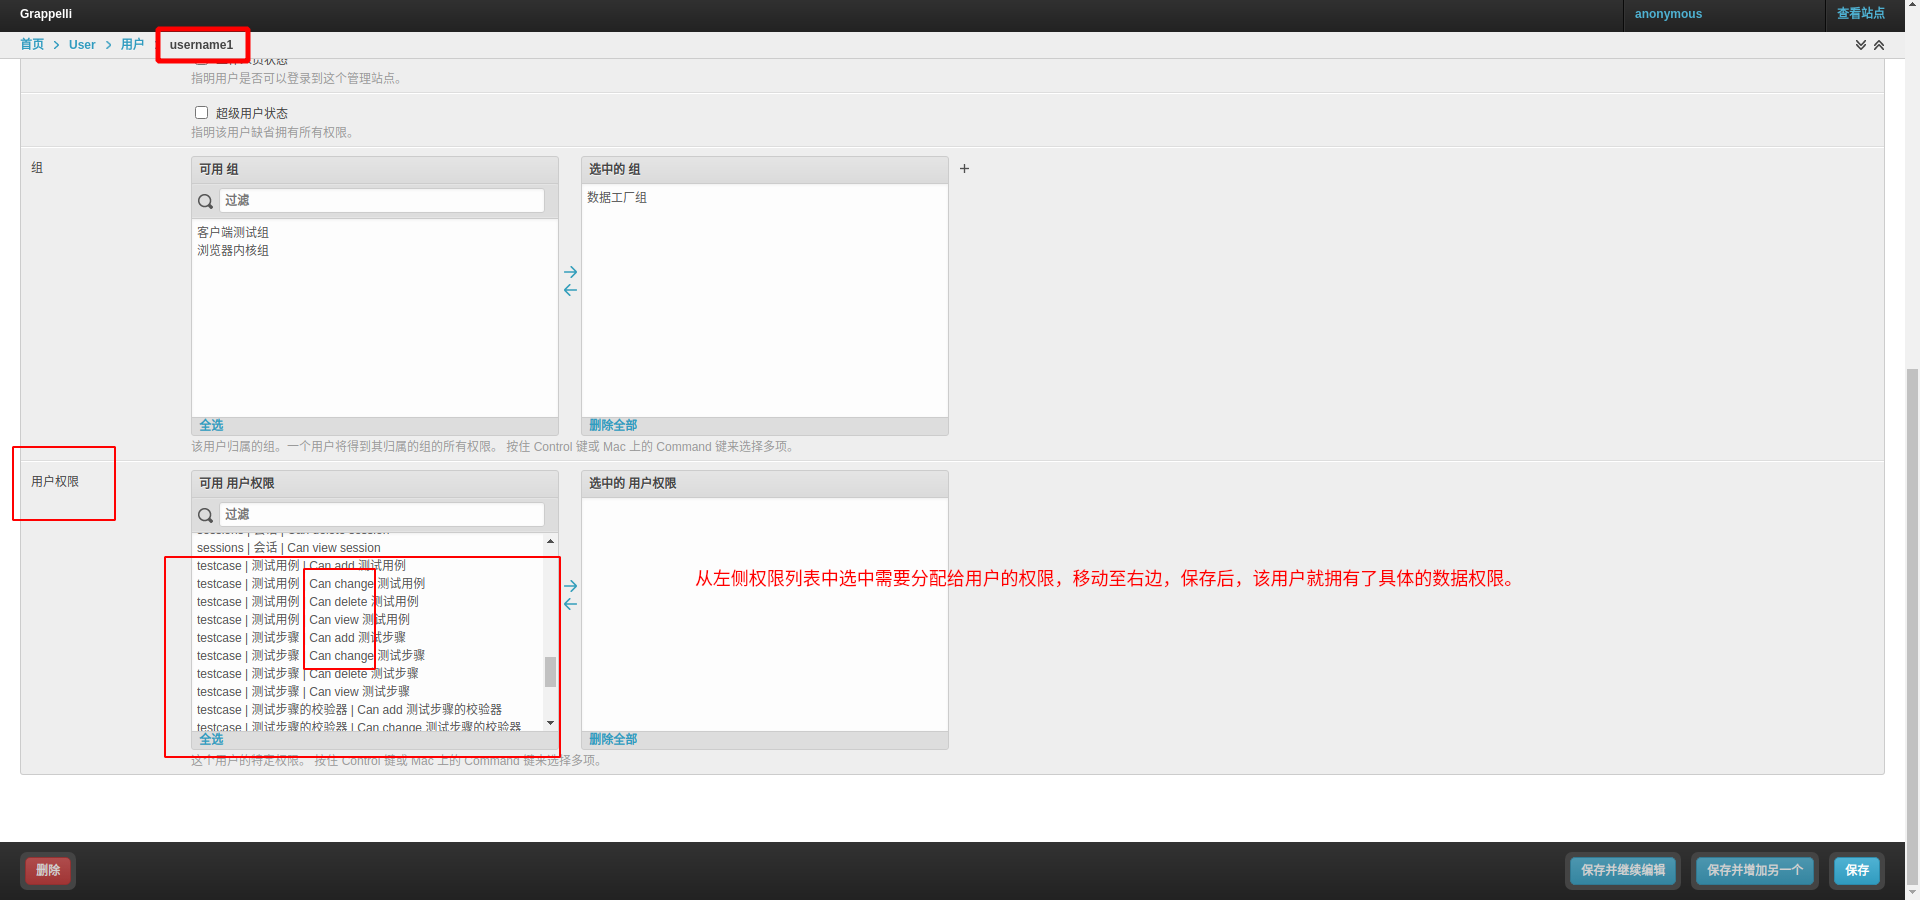 Grappelli
anonymous
查看站点
首页 > User > 用户
username1
指明用户是否可以登录到这个管理站点。
超级用户状态
指明该用户缺省拥有所有权限。
组
可用 组
过滤
客户端测试组
浏览器内核组
全选
选中的 组
数据工厂组
删除全部
该用户归属的组。一个用户将得到其归属的组的所有权限。 按住 Control 键或 Mac 上的 Command 键来选择多项。
用户权限
可用 用户权限
过滤
sessions | 会话 | Can delete session
sessions | 会话 | Can view session
testcase | 测试用例 | Can add 测试用例
testcase | 测试用例 | Can change 测试用例
testcase | 测试用例 | Can delete 测试用例
testcase | 测试用例 | Can view 测试用例
testcase | 测试步骤 | Can add 测试步骤
testcase | 测试步骤 | Can change 测试步骤
testcase | 测试步骤 | Can delete 测试步骤
testcase | 测试步骤 | Can view 测试步骤
testcase | 测试步骤的校验器 | Can add 测试步骤的校验器
testcase | 测试步骤的校验器 | Can change 测试步骤的校验器
全选
选中的 用户权限
从左侧权限列表中选中需要分配给用户的权限，移动至右边，保存后，该用户就拥有了具体的数据权限。
删除全部
这个用户的特定权限。 按住 Control 键或 Mac 上的 Command 键来选择多项。
删除
保存并继续编辑
保存并增加另一个
保存